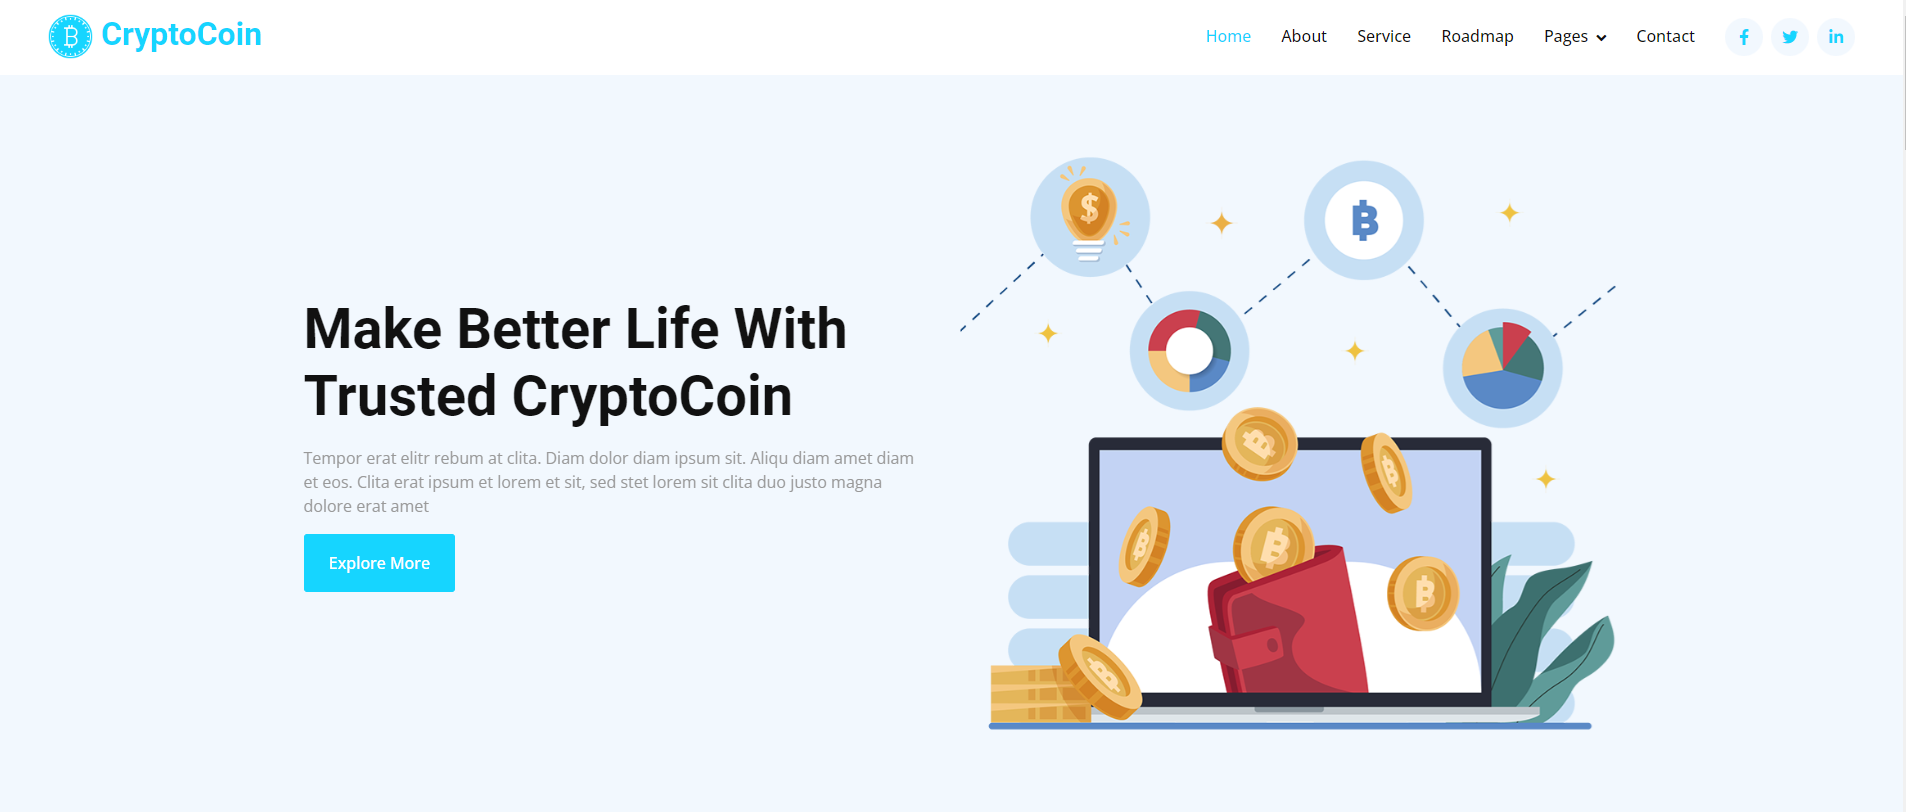 CryptoCoin
Home About Service Roadmap Pages Contact
Make Better Life With
Trusted CryptoCoin
Tempor erat elitr rebum at clita. Diam dolor diam ipsum sit. Aliqu diam amet diam
et eos. Clita erat ipsum et lorem et sit, sed stet lorem sit clita duo justo magna
dolore erat amet
Explore More